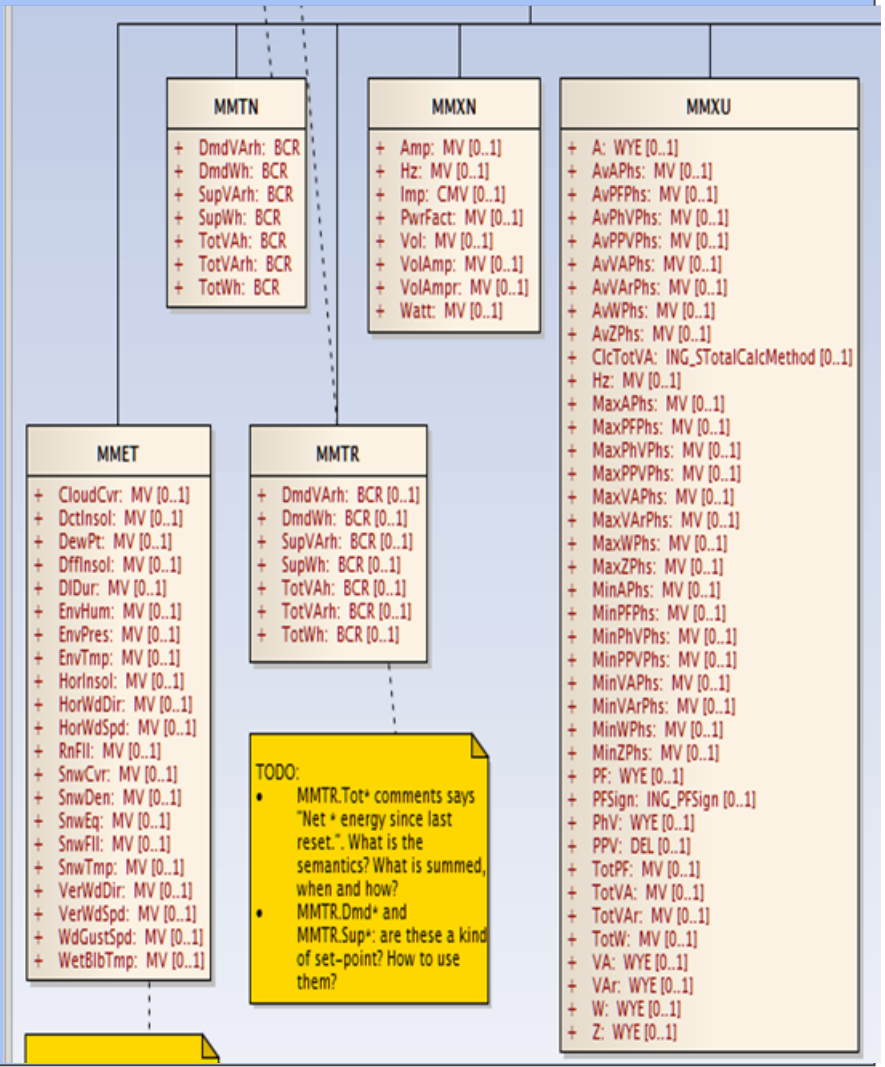 MMTN
+ DmdVArh: BCR
+ DmdWh: BCR
+ SupVArh: BCR
+ SupWh: BCR
+ TotVAh: BCR
+ TotVArh: BCR
+ TotWh: BCR
MMXN
+ Amp: MV [0..1]
+ Hz: MV [0..1]
+ Imp: CMV [0..1]
+ PwrFact: MV [0..1]
+ Vol: MV [0..1]
+ VolAmp: MV [0..1]
+ VolAmpr: MV [0..1]
+ Watt: MV [0..1]
MMXU
+ A: WYE [0..1]
+ AvAPhs: MV [0..1]
+ AvPFPhs: MV [0..1]
+ AvPhVPhs: MV [0..1]
+ AvPPVPhs: MV [0..1]
+ AvVAPhs: MV [0..1]
+ AvVArPhs: MV [0..1]
+ AvWPhs: MV [0..1]
+ AvZPhs: MV [0..1]
+ ClcTotVA: ING_STotalCalcMethod [0..1]
+ Hz: MV [0..1]
+ MaxAPhs: MV [0..1]
+ MaxPFPhs: MV [0..1]
+ MaxPhVPhs: MV [0..1]
+ MaxPPVPhs: MV [0..1]
+ MaxVAPhs: MV [0..1]
+ MaxVArPhs: MV [0..1]
+ MaxWPhs: MV [0..1]
+ MaxZPhs: MV [0..1]
+ MinAPhs: MV [0..1]
+ MinPFPhs: MV [0..1]
+ MinPhVPhs: MV [0..1]
+ MinPPVPhs: MV [0..1]
+ MinVAPhs: MV [0..1]
+ MinVArPhs: MV [0..1]
+ MinWPhs: MV [0..1]
+ MinZPhs: MV [0..1]
+ PF: WYE [0..1]
+ PFSign: ING_PFSign [0..1]
+ PhV: WYE [0..1]
+ PPV: DEL [0..1]
+ TotPF: MV [0..1]
+ TotVA: MV [0..1]
+ TotVAr: MV [0..1]
+ TotW: MV [0..1]
+ VA: WYE [0..1]
+ VAr: WYE [0..1]
+ W: WYE [0..1]
+ Z: WYE [0..1]
MMET
+ CloudCvr: MV [0..1]
+ DctInsol: MV [0..1]
+ DewPt: MV [0..1]
+ DffInsol: MV [0..1]
+ DlDur: MV [0..1]
+ EnvHum: MV [0..1]
+ EnvPres: MV [0..1]
+ EnvTmp: MV [0..1]
+ HorInsol: MV [0..1]
+ HorWdDir: MV [0..1]
+ HorWdSpd: MV [0..1]
+ RnFll: MV [0..1]
+ SnwCvr: MV [0..1]
+ SnwDen: MV [0..1]
+ SnwEq: MV [0..1]
+ SnwFll: MV [0..1]
+ SnwTmp: MV [0..1]
+ VerWdDir: MV [0..1]
+ VerWdSpd: MV [0..1]
+ WdGustSpd: MV [0..1]
+ WetBlbTmp: MV [0..1]
MMTR
+ DmdVArh: BCR [0..1]
+ DmdWh: BCR [0..1]
+ SupVArh: BCR [0..1]
+ SupWh: BCR [0..1]
+ TotVAh: BCR [0..1]
+ TotVArh: BCR [0..1]
+ TotWh: BCR [0..1]
TODO:
• MMTR.Tot* comments says
"Net * energy since last
reset.". What is the
semantics? What is summed,
when and how?
• MMTR.Dmd* and
MMTR.Sup*: are these a kind
of set-point? How to use
them?